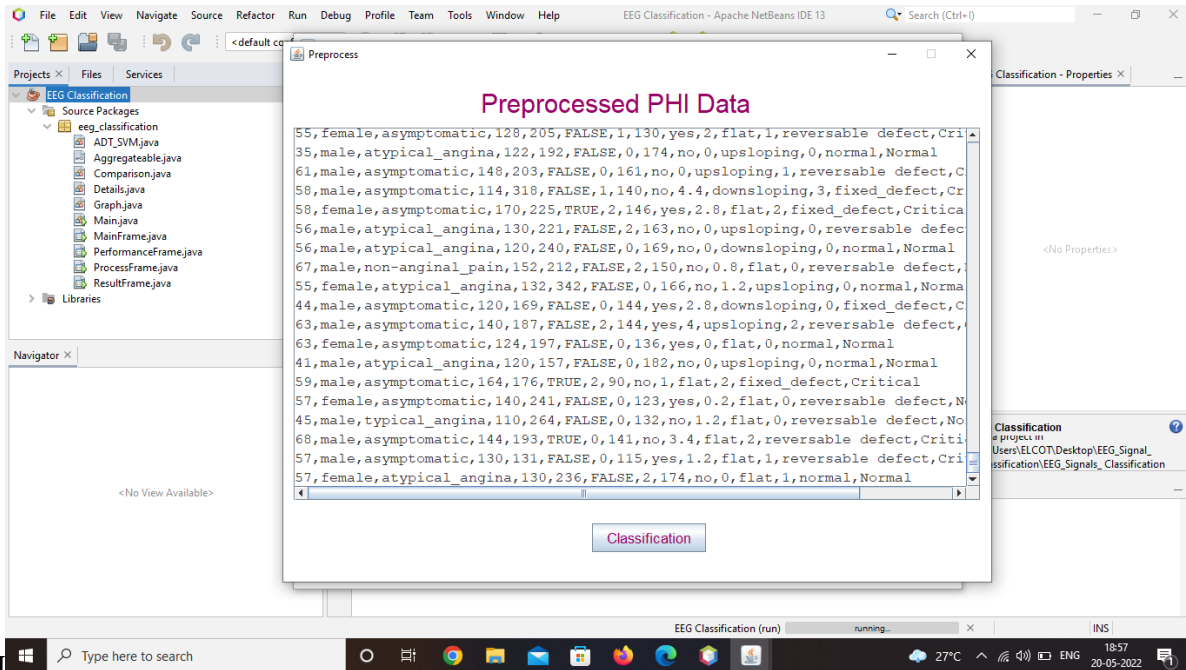 File Edit View Navigate Source Refactor Run Debug Profile Team Tools Window Help EEG Classification - Apache NetBeans IDE 13 Search (Ctrl+I)
<default co
Preprocess
Projects Files Services
Classification - Properties
EEG Classification
Source Packages
eeg_classification
ADT_SVM.java
Aggregateable.java
Comparison.java
Details.java
Graph.java
Main.java
MainFrame.java
PerformanceFrame.java
ProcessFrame.java
ResultFrame.java
Libraries
Navigator
<No View Available>
Preprocessed PHI Data
55,female,asymptomatic,128,205,FALSE,1,130,yes,2,flat,1,reversable defect,Cri
35,male,atypical_angina,122,192,FALSE,0,174,no,0,upsloping,0,normal,Normal
61,male,asymptomatic,148,203,FALSE,0,161,no,0,upsloping,1,reversable defect,C
58,male,asymptomatic,114,318,FALSE,1,140,no,4.4,downsloping,3,fixed_defect,Cr
58,female,asymptomatic,170,225,TRUE,2,146,yes,2.8,flat,2,fixed_defect,Critica
56,male,atypical_angina,130,221,FALSE,2,163,no,0,upsloping,0,reversable defec
56,male,atypical_angina,120,240,FALSE,0,169,no,0,downsloping,0,normal,Normal
67,male,non-anginal_pain,152,212,FALSE,2,150,no,0.8,flat,0,reversable defect,
55,female,atypical_angina,132,342,FALSE,0,166,no,1.2,upsloping,0,normal,Norma
44,male,asymptomatic,120,169,FALSE,0,144,yes,2.8,downsloping,0,fixed_defect,C
63,male,asymptomatic,140,187,FALSE,2,144,yes,4,upsloping,2,reversable defect,
63,female,asymptomatic,124,197,FALSE,0,136,yes,0,flat,0,normal,Normal
41,male,atypical_angina,120,157,FALSE,0,182,no,0,upsloping,0,normal,Normal
59,male,asymptomatic,164,176,TRUE,2,90,no,1,flat,2,fixed_defect,Critical
57,female,asymptomatic,140,241,FALSE,0,123,yes,0.2,flat,0,reversable defect,N
45,male,typical_angina,110,264,FALSE,0,132,no,1.2,flat,0,reversable defect,No
68,male,asymptomatic,144,193,TRUE,0,141,no,3.4,flat,2,reversable defect,Criti
57,male,asymptomatic,130,131,FALSE,0,115,yes,1.2,flat,1,reversable defect,Cri
57,female,atypical_angina,130,236,FALSE,2,174,no,0,flat,1,normal,Normal
Classification
<No Properties>
Classification
a project in
Users\ELCOT\Desktop\EEG_Signal_
ssification\EEG_Signals_ Classification
EEG Classification (run) running... INS
Type here to search
27°C ENG 18:57
20-05-2022
1